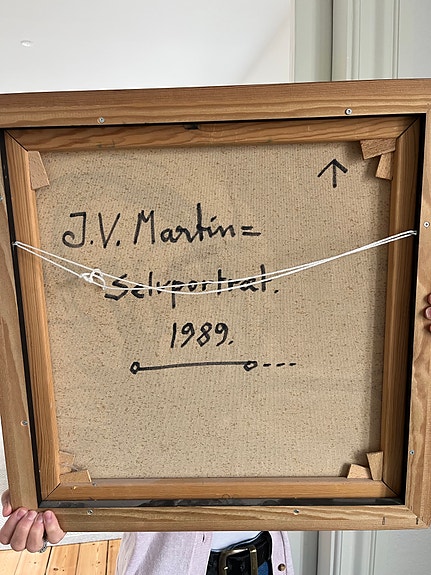 J.V. Martin=
Selvportræt.
1989.